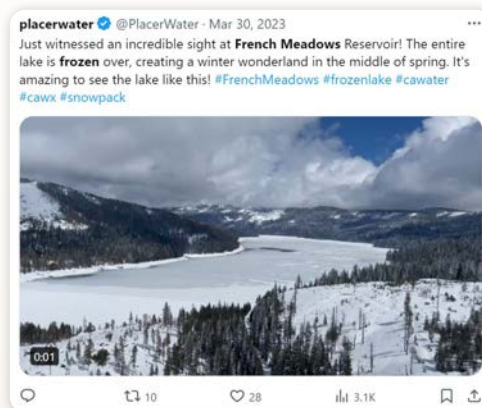 placerwater @PlacerWater · Mar 30, 2023
Just witnessed an incredible sight at French Meadows Reservoir! The entire
lake is frozen over, creating a winter wonderland in the middle of spring. It's
amazing to see the lake like this! #FrenchMeadows #frozenlake #cawater
#cawx #snowpack
0:01
10 28 3.1K